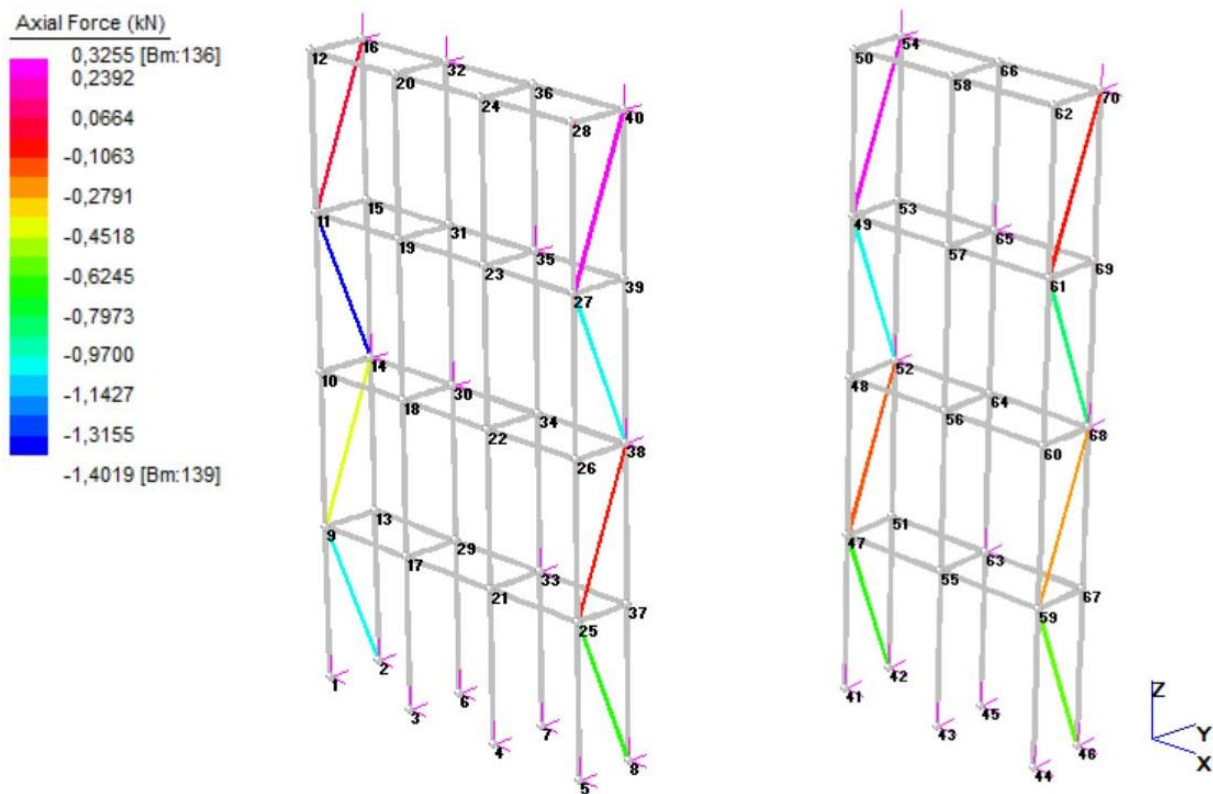 Axial Force (kN)
0,3255 [Bm:136]
0,2392
0,0664
-0,1063
-0,2791
-0,4518
-0,6245
-0,7973
-0,9700
-1,1427
-1,3155
-1,4019 [Bm:139]
12 16 20 32 24 36 28 40
11 15 19 31 23 35 27 39
10 14 18 30 22 34 26 38
9 13 17 29 21 33 25 37
1 2 3 6 4 7 5 8
50 54 58 66 62 70
49 53 57 65 61 69
48 52 56 64 60 68
47 51 55 63 59 67
41 42 43 45 44 46
Z
Y
X